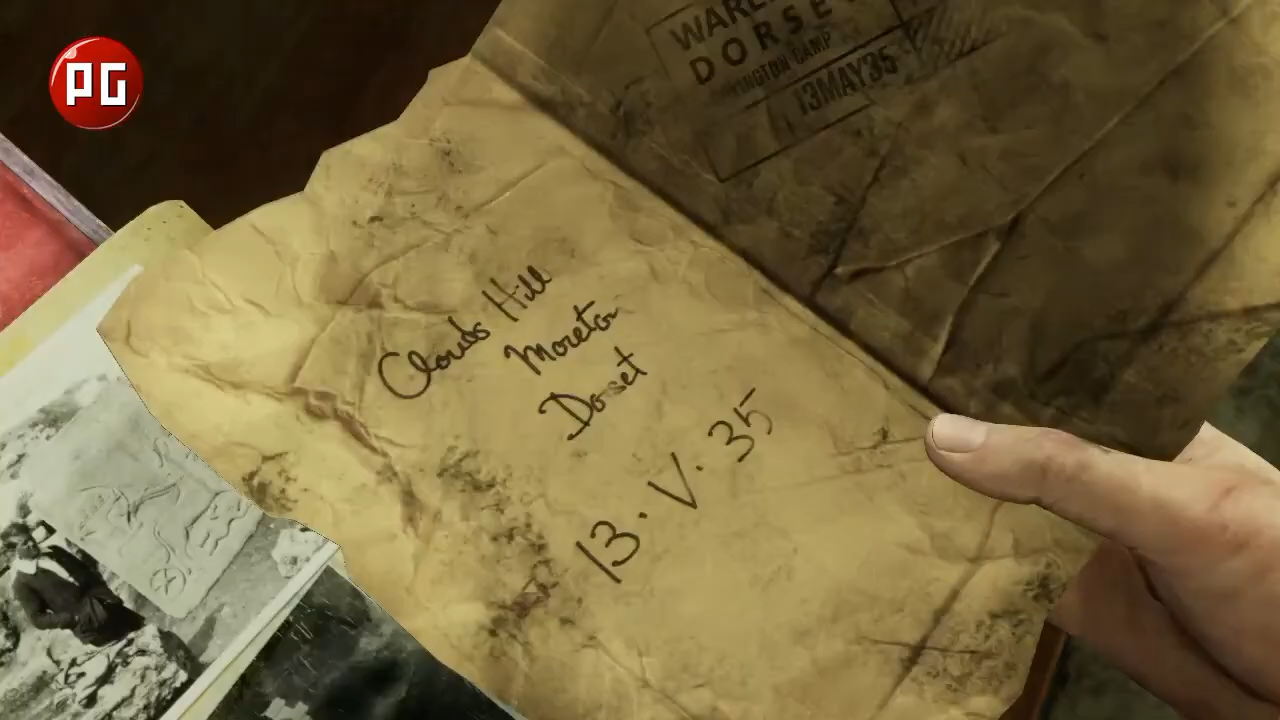 PG
DORSE
13MAY35
Clouds Hill
Moreton
Dorset
13. V. 35